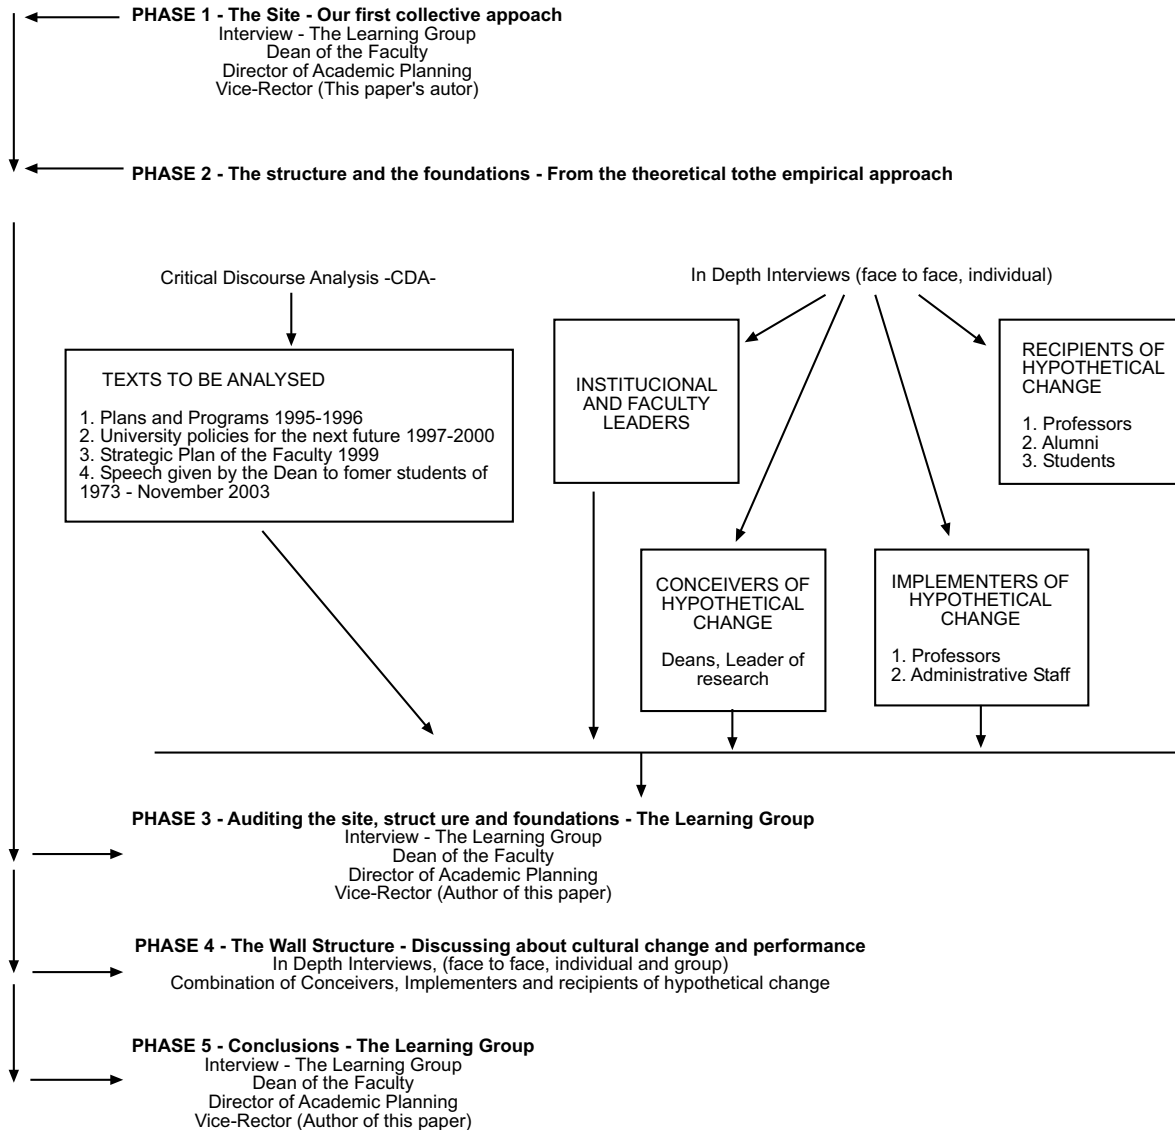 PHASE 1 - The Site - Our first collective appoach
Interview - The Learning Group
Dean of the Faculty
Director of Academic Planning
Vice-Rector (This paper's autor)
PHASE 2 - The structure and the foundations - From the theoretical tothe empirical approach
Critical Discourse Analysis -CDA-
In Depth Interviews (face to face, individual)
TEXTS TO BE ANALYSED
1. Plans and Programs 1995-1996
2. University policies for the next future 1997-2000
3. Strategic Plan of the Faculty 1999
4. Speech given by the Dean to fomer students of
1973 - November 2003
INSTITUCIONAL
AND FACULTY
LEADERS
RECIPIENTS OF
HYPOTHETICAL
CHANGE
1. Professors
2. Alumni
3. Students
CONCEIVERS OF
HYPOTHETICAL
CHANGE
Deans, Leader of
research
IMPLEMENTERS OF
HYPOTHETICAL
CHANGE
1. Professors
2. Administrative Staff
PHASE 3 - Auditing the site, struct ure and foundations - The Learning Group
Interview - The Learning Group
Dean of the Faculty
Director of Academic Planning
Vice-Rector (Author of this paper)
PHASE 4 - The Wall Structure - Discussing about cultural change and performance
In Depth Interviews, (face to face, individual and group)
Combination of Conceivers, Implementers and recipients of hypothetical change
PHASE 5 - Conclusions - The Learning Group
Interview - The Learning Group
Dean of the Faculty
Director of Academic Planning
Vice-Rector (Author of this paper)